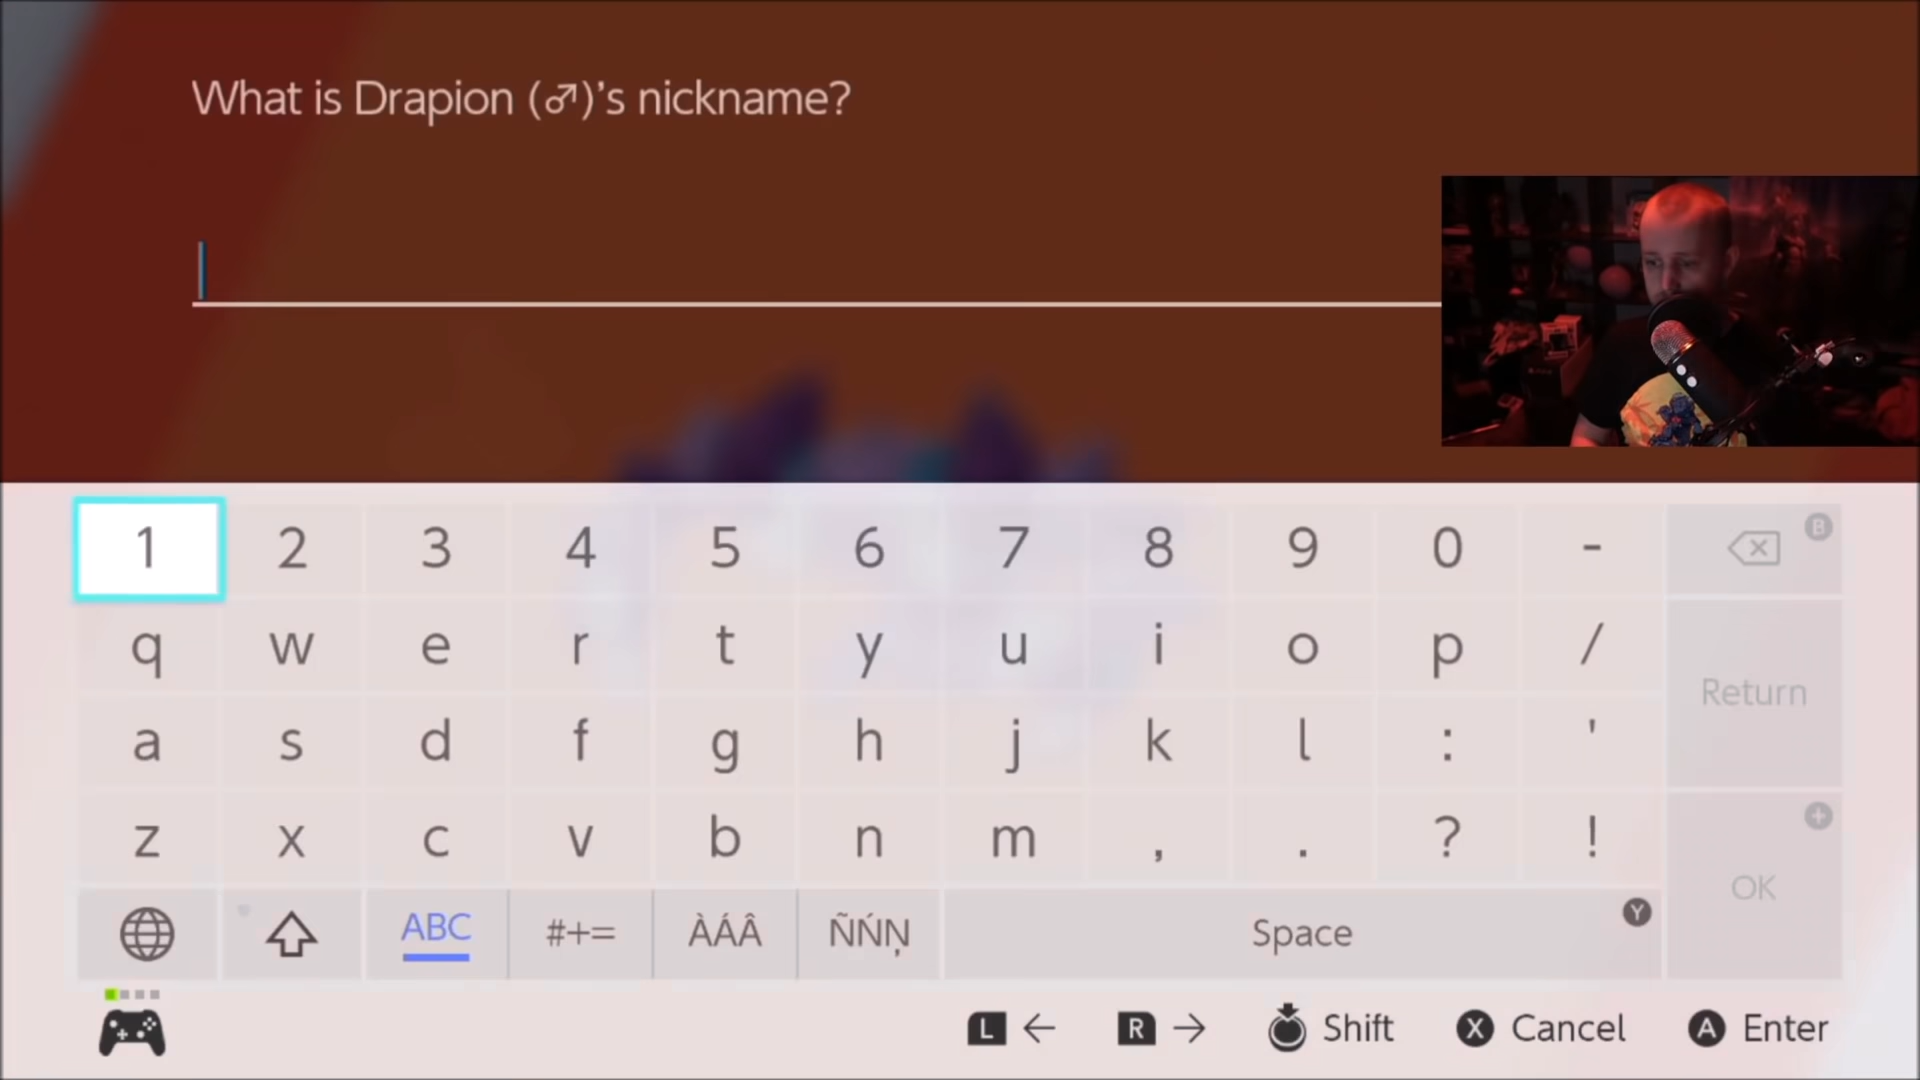 What is Drapion (♂)'s nickname?
1 2 3 4 5 6 7 8 9 0 - B
q w e r t y u i o p / Return
a s d f g h j k l : '
z x c v b n m , . ? ! + OK
ABC #+= ÀÁÂ ÑŃŅ Space Y
L ← R → Shift X Cancel A Enter